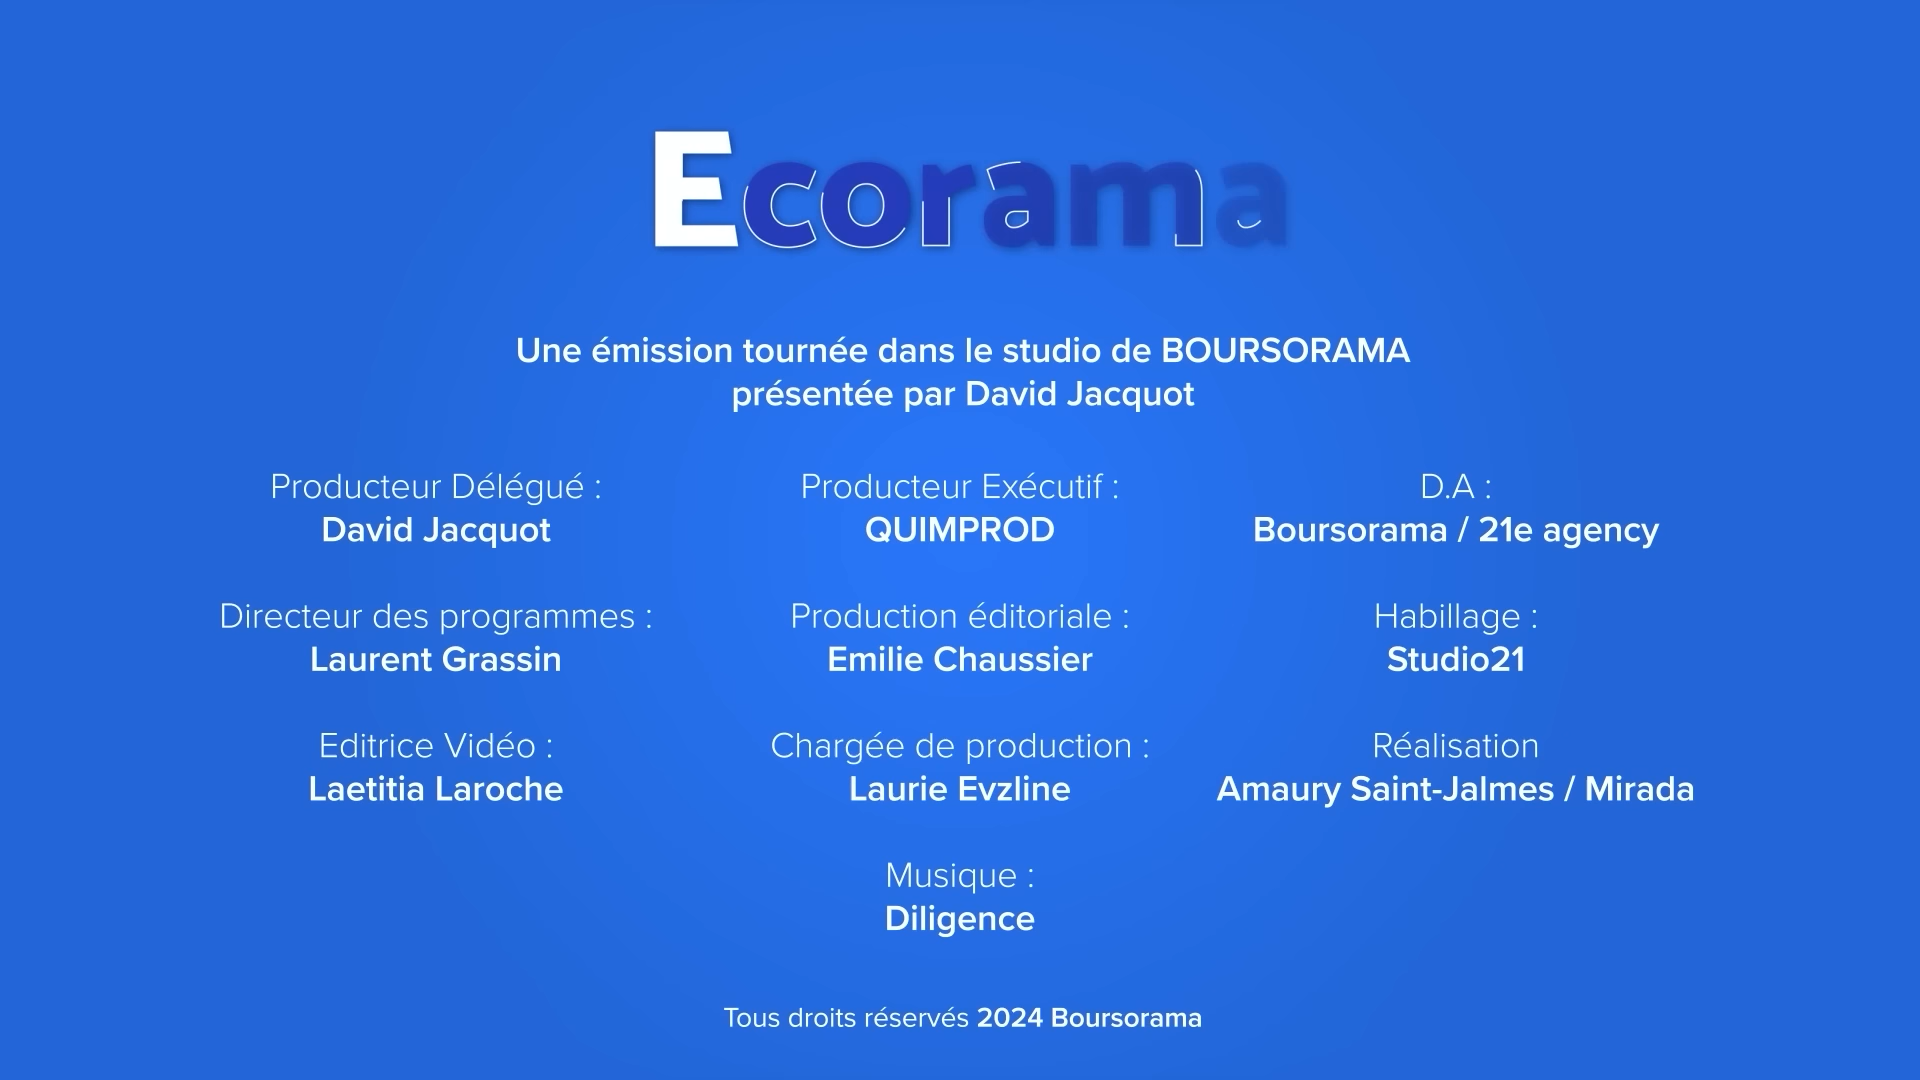 Ecorama
Une émission tournée dans le studio de BOURSORAMA
présentée par David Jacquot
Producteur Délégué :
David Jacquot
Producteur Exécutif :
QUIMPROD
D.A :
Boursorama / 21e agency
Directeur des programmes :
Laurent Grassin
Production éditoriale :
Emilie Chaussier
Habillage :
Studio21
Editrice Vidéo :
Laetitia Laroche
Chargée de production :
Laurie Evzline
Réalisation
Amaury Saint-Jalmes / Mirada
Musique :
Diligence
Tous droits réservés 2024 Boursorama